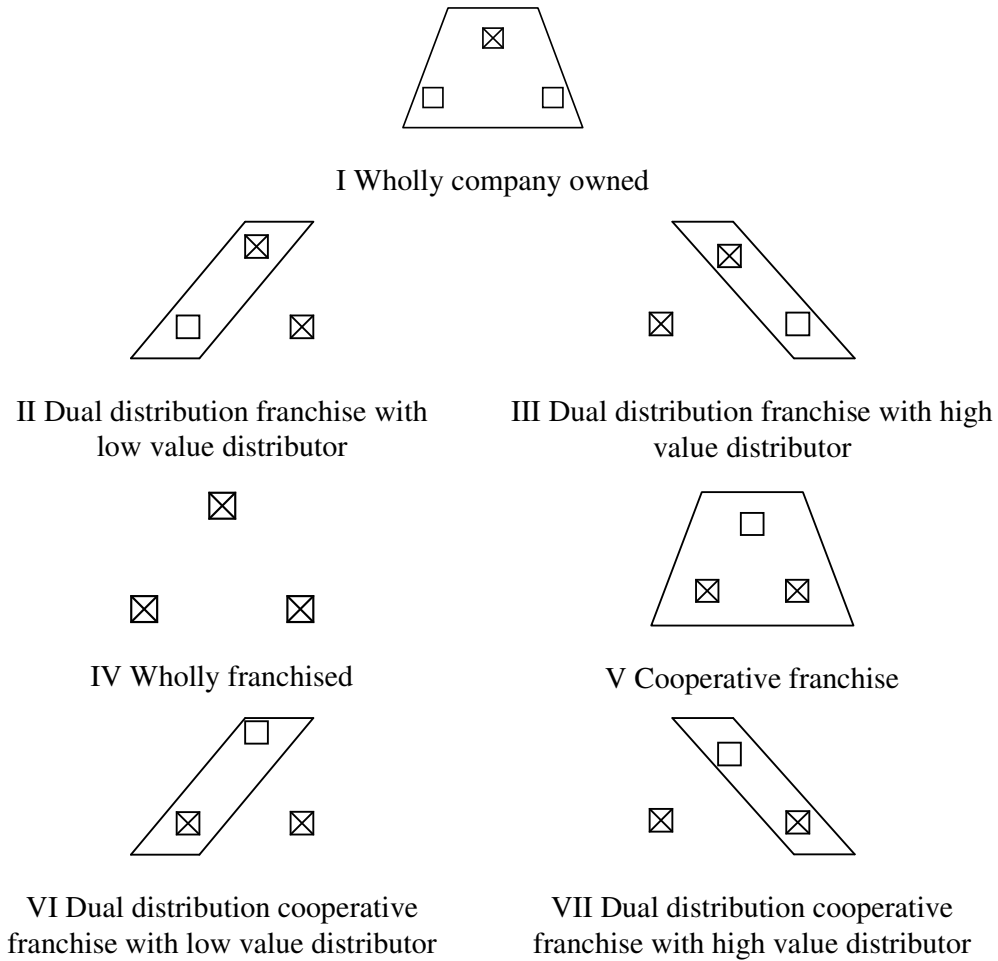 I Wholly company owned
II Dual distribution franchise with
low value distributor
III Dual distribution franchise with high
value distributor
IV Wholly franchised
V Cooperative franchise
VI Dual distribution cooperative
franchise with low value distributor
VII Dual distribution cooperative
franchise with high value distributor